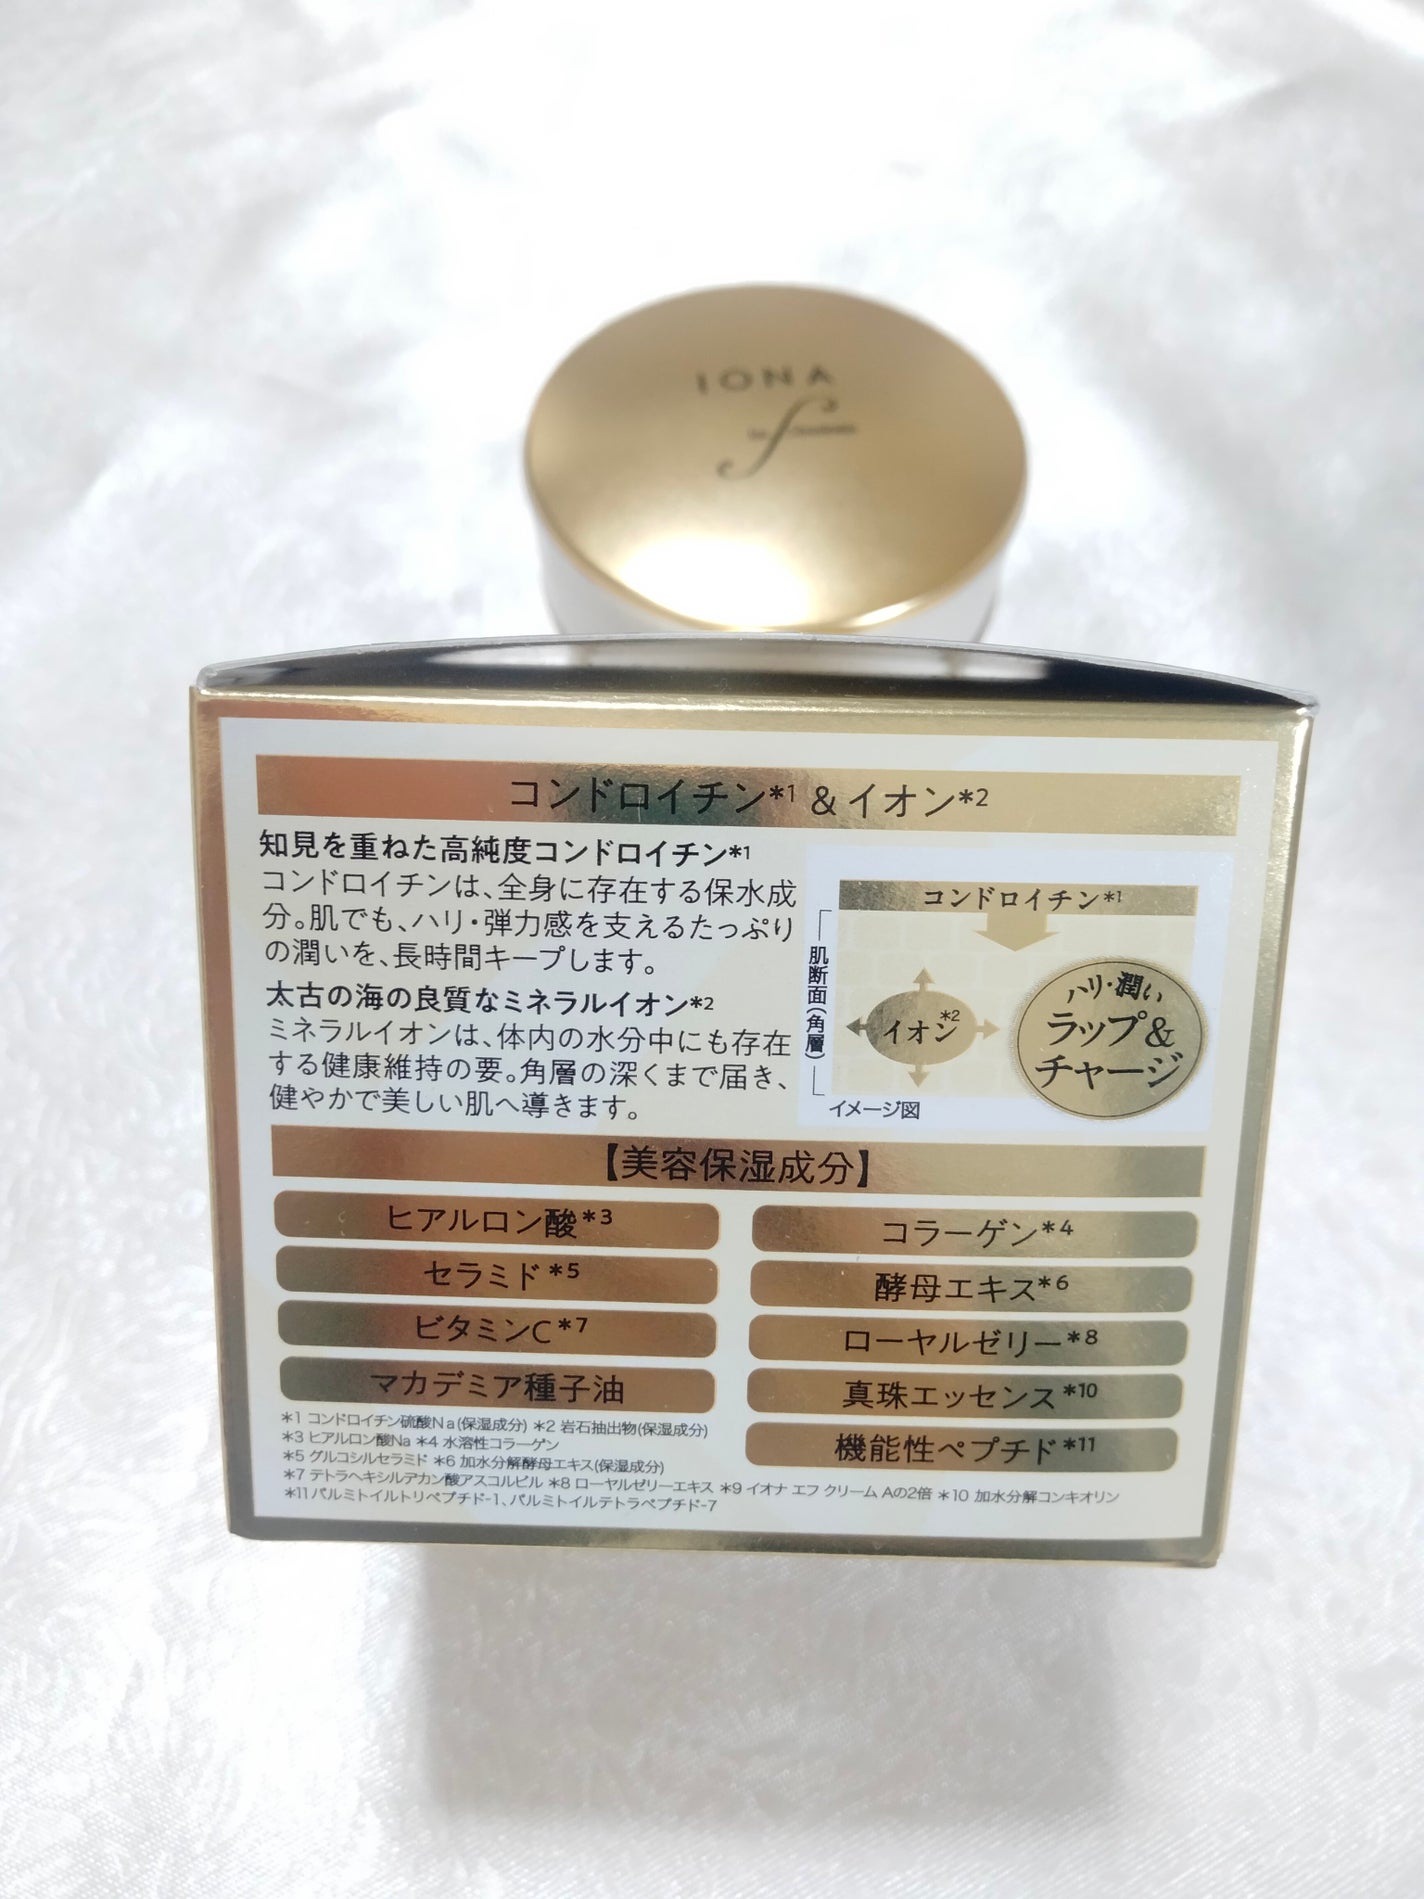 IONA
f
コンドロイチン*1 & イオン*2
知見を重ねた高純度コンドロイチン*1
コンドロイチンは、全身に存在する保水成
分。肌でも、ハリ・弾力感を支えるたっぷり
の潤いを、長時間キープします。
太古の海の良質なミネラルイオン*2
ミネラルイオンは、体内の水分中にも存在
する健康維持の要。角層の深くまで届き、
健やかで美しい肌へ導きます。
コンドロイチン*1
肌断面(角層)
イオン*2
ハリ・潤い
ラップ&
チャージ
イメージ図
【美容保湿成分】
ヒアルロン酸*3
コラーゲン*4
セラミド*5
酵母エキス*6
ビタミンC*7
ローヤルゼリー*8
マカデミア種子油
真珠エッセンス*10
機能性ペプチド*11
*1 コンドロイチン硫酸Na(保湿成分) *2 岩石抽出物(保湿成分)
*3 ヒアルロン酸Na *4 水溶性コラーゲン
*5 グルコシルセラミド *6 加水分解酵母エキス(保湿成分)
*7 テトラヘキシルデカン酸アスコルビル *8 ローヤルゼリーエキス *9 イオナ エフ クリーム Aの2倍 *10 加水分解コンキオリン
*11 パルミトイルトリペプチド-1、パルミトイルテトラペプチド-7